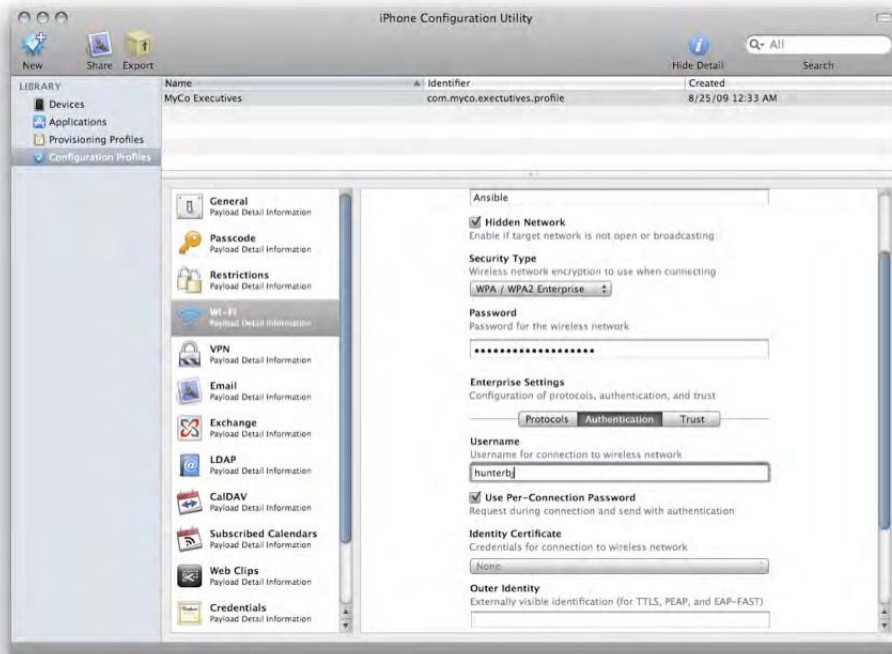 iPhone Configuration Utility
New
Share
Export
Hide Detail
All
Search
LIBRARY
Devices
Applications
Provisioning Profiles
Configuration Profiles
Name
Identifier
Created
MyCo Executives
com.myco.exectutives.profile
8/25/09 12:33 AM
General
Payload Detail Information
Passcode
Payload Detail Information
Restrictions
Payload Detail Information
Wi-Fi
Payload Detail Information
VPN
Payload Detail Information
Email
Payload Detail Information
Exchange
Payload Detail Information
LDAP
Payload Detail Information
CalDAV
Payload Detail Information
Subscribed Calendars
Payload Detail Information
Web Clips
Payload Detail Information
Credentials
Payload Detail Information
Ansible
Hidden Network
Enable if target network is not open or broadcasting
Security Type
Wireless network encryption to use when connecting
WPA / WPA2 Enterprise
Password
Password for the wireless network
•••••••••••••••••••
Enterprise Settings
Configuration of protocols, authentication, and trust
Protocols
Authentication
Trust
Username
Username for connection to wireless network
hunterbj
Use Per-Connection Password
Request during connection and send with authentication
Identity Certificate
Credentials for connection to wireless network
None
Outer Identity
Externally visible identification (for TTLS, PEAP, and EAP-FAST)